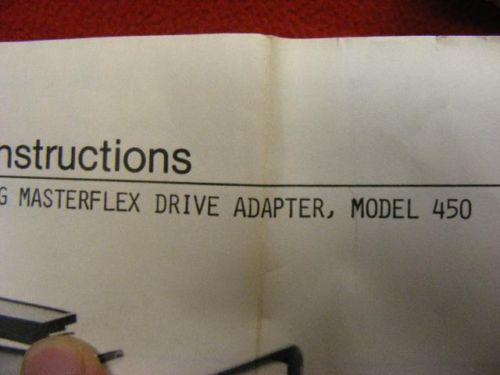 nstructions
G MASTERFLEX DRIVE ADAPTER, MODEL 450